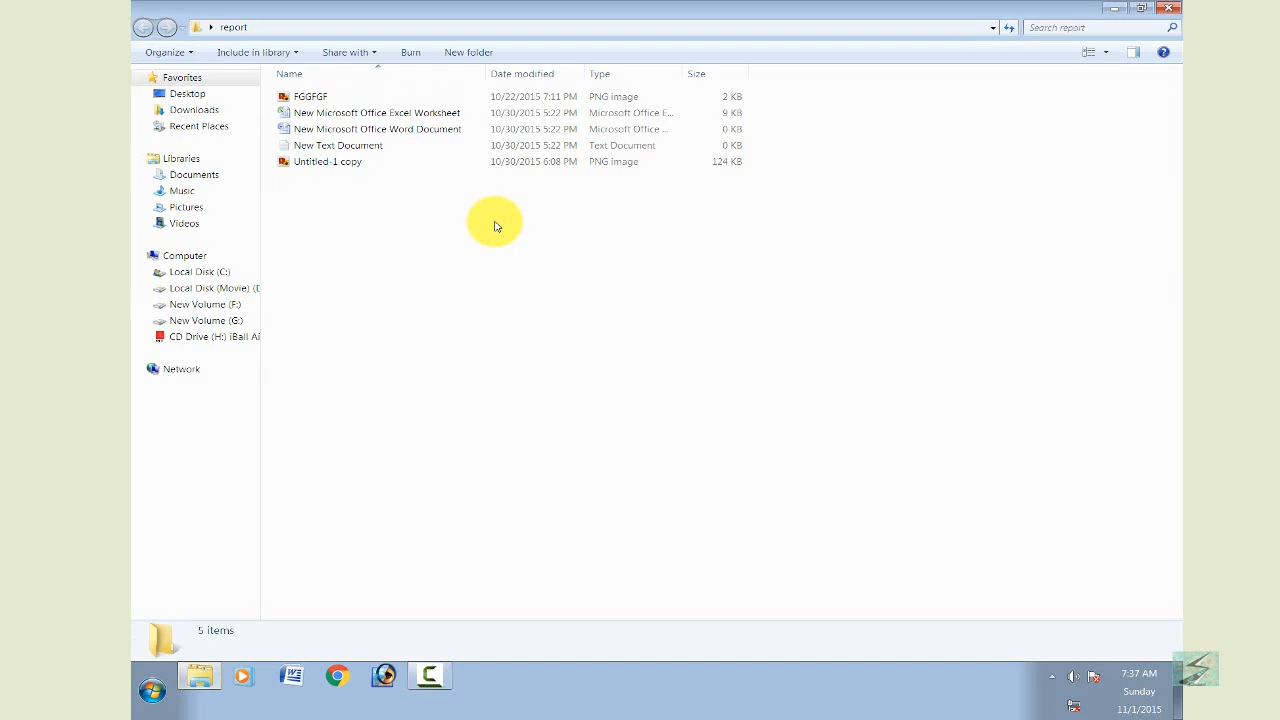 report
Search report
Organize Include in library Share with Burn New folder
Name Date modified Type Size
FGGFGF 10/22/2015 7:11 PM PNG image 2 KB
New Microsoft Office Excel Worksheet 10/30/2015 5:22 PM Microsoft Office E... 9 KB
New Microsoft Office Word Document 10/30/2015 5:22 PM Microsoft Office ... 0 KB
New Text Document 10/30/2015 5:22 PM Text Document 0 KB
Untitled-1 copy 10/30/2015 6:08 PM PNG image 124 KB
Favorites
Desktop
Downloads
Recent Places
Libraries
Documents
Music
Pictures
Videos
Computer
Local Disk (C:)
Local Disk (Movie) (D
New Volume (F:)
New Volume (G:)
CD Drive (H:) iBall Ai
Network
5 items
7:37 AM
Sunday
11/1/2015